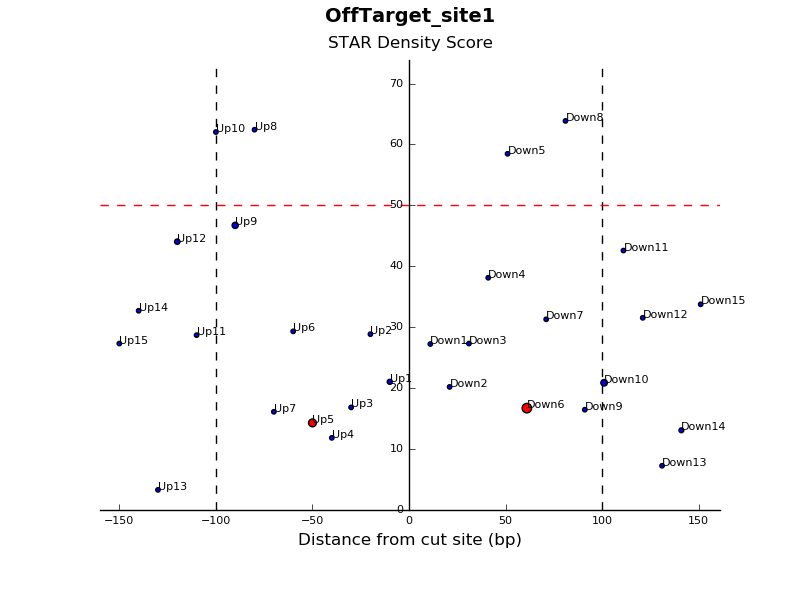 OffTarget_site1
STAR Density Score
70
Down8
Up10 Up8
60
Down5
50
Up9
Up12
Down11
40
Down4
Down15
Up14
Down12
Down7
30
Up6
Up2
Up11
Up15
Down1 Down3
Up1
Down10
20
Down2
Up3
Down6
Down9
Up7
Up5
Down14
Up4
10
Down13
Up13
0
−150 −100 −50 0 50 100 150
Distance from cut site (bp)